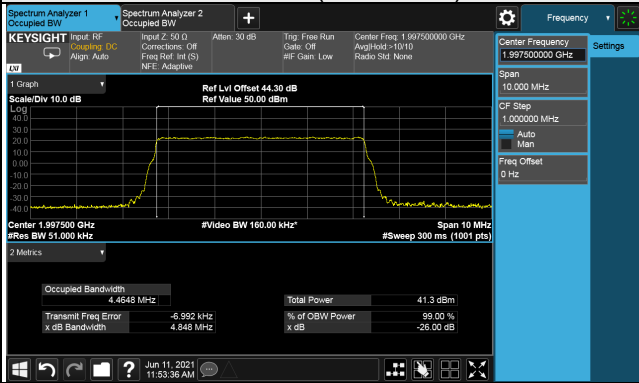 Spectrum Analyzer 1
Occupied BW
Spectrum Analyzer 2
Occupied BW
+
Frequency
KEYSIGHT
LXI
Input: RF
Coupling: DC
Align: Auto
Input Z: 50 Ω
Corrections: Off
Freq Ref: Int (S)
NFE: Adaptive
Atten: 30 dB
Trig: Free Run
Gate: Off
#IF Gain: Low
Center Freq: 1.997500000 GHz
Avg|Hold:>10/10
Radio Std: None
Center Frequency
1.997500000 GHz
Settings
Span
10.000 MHz
CF Step
1.000000 MHz
Auto
Man
Freq Offset
0 Hz
1 Graph
Scale/Div 10.0 dB
Ref Lvl Offset 44.30 dB
Ref Value 50.00 dBm
Log
40.0
30.0
20.0
10.0
0.00
-10.0
-20.0
-30.0
-40.0
Center 1.997500 GHz
#Video BW 160.00 kHz*
Span 10 MHz
#Res BW 51.000 kHz
#Sweep 300 ms (1001 pts)
2 Metrics
Occupied Bandwidth
4.4648 MHz
Total Power 41.3 dBm
Transmit Freq Error -6.992 kHz
% of OBW Power 99.00 %
x dB Bandwidth 4.848 MHz
x dB -26.00 dB
?
Jun 11, 2021
11:53:36 AM